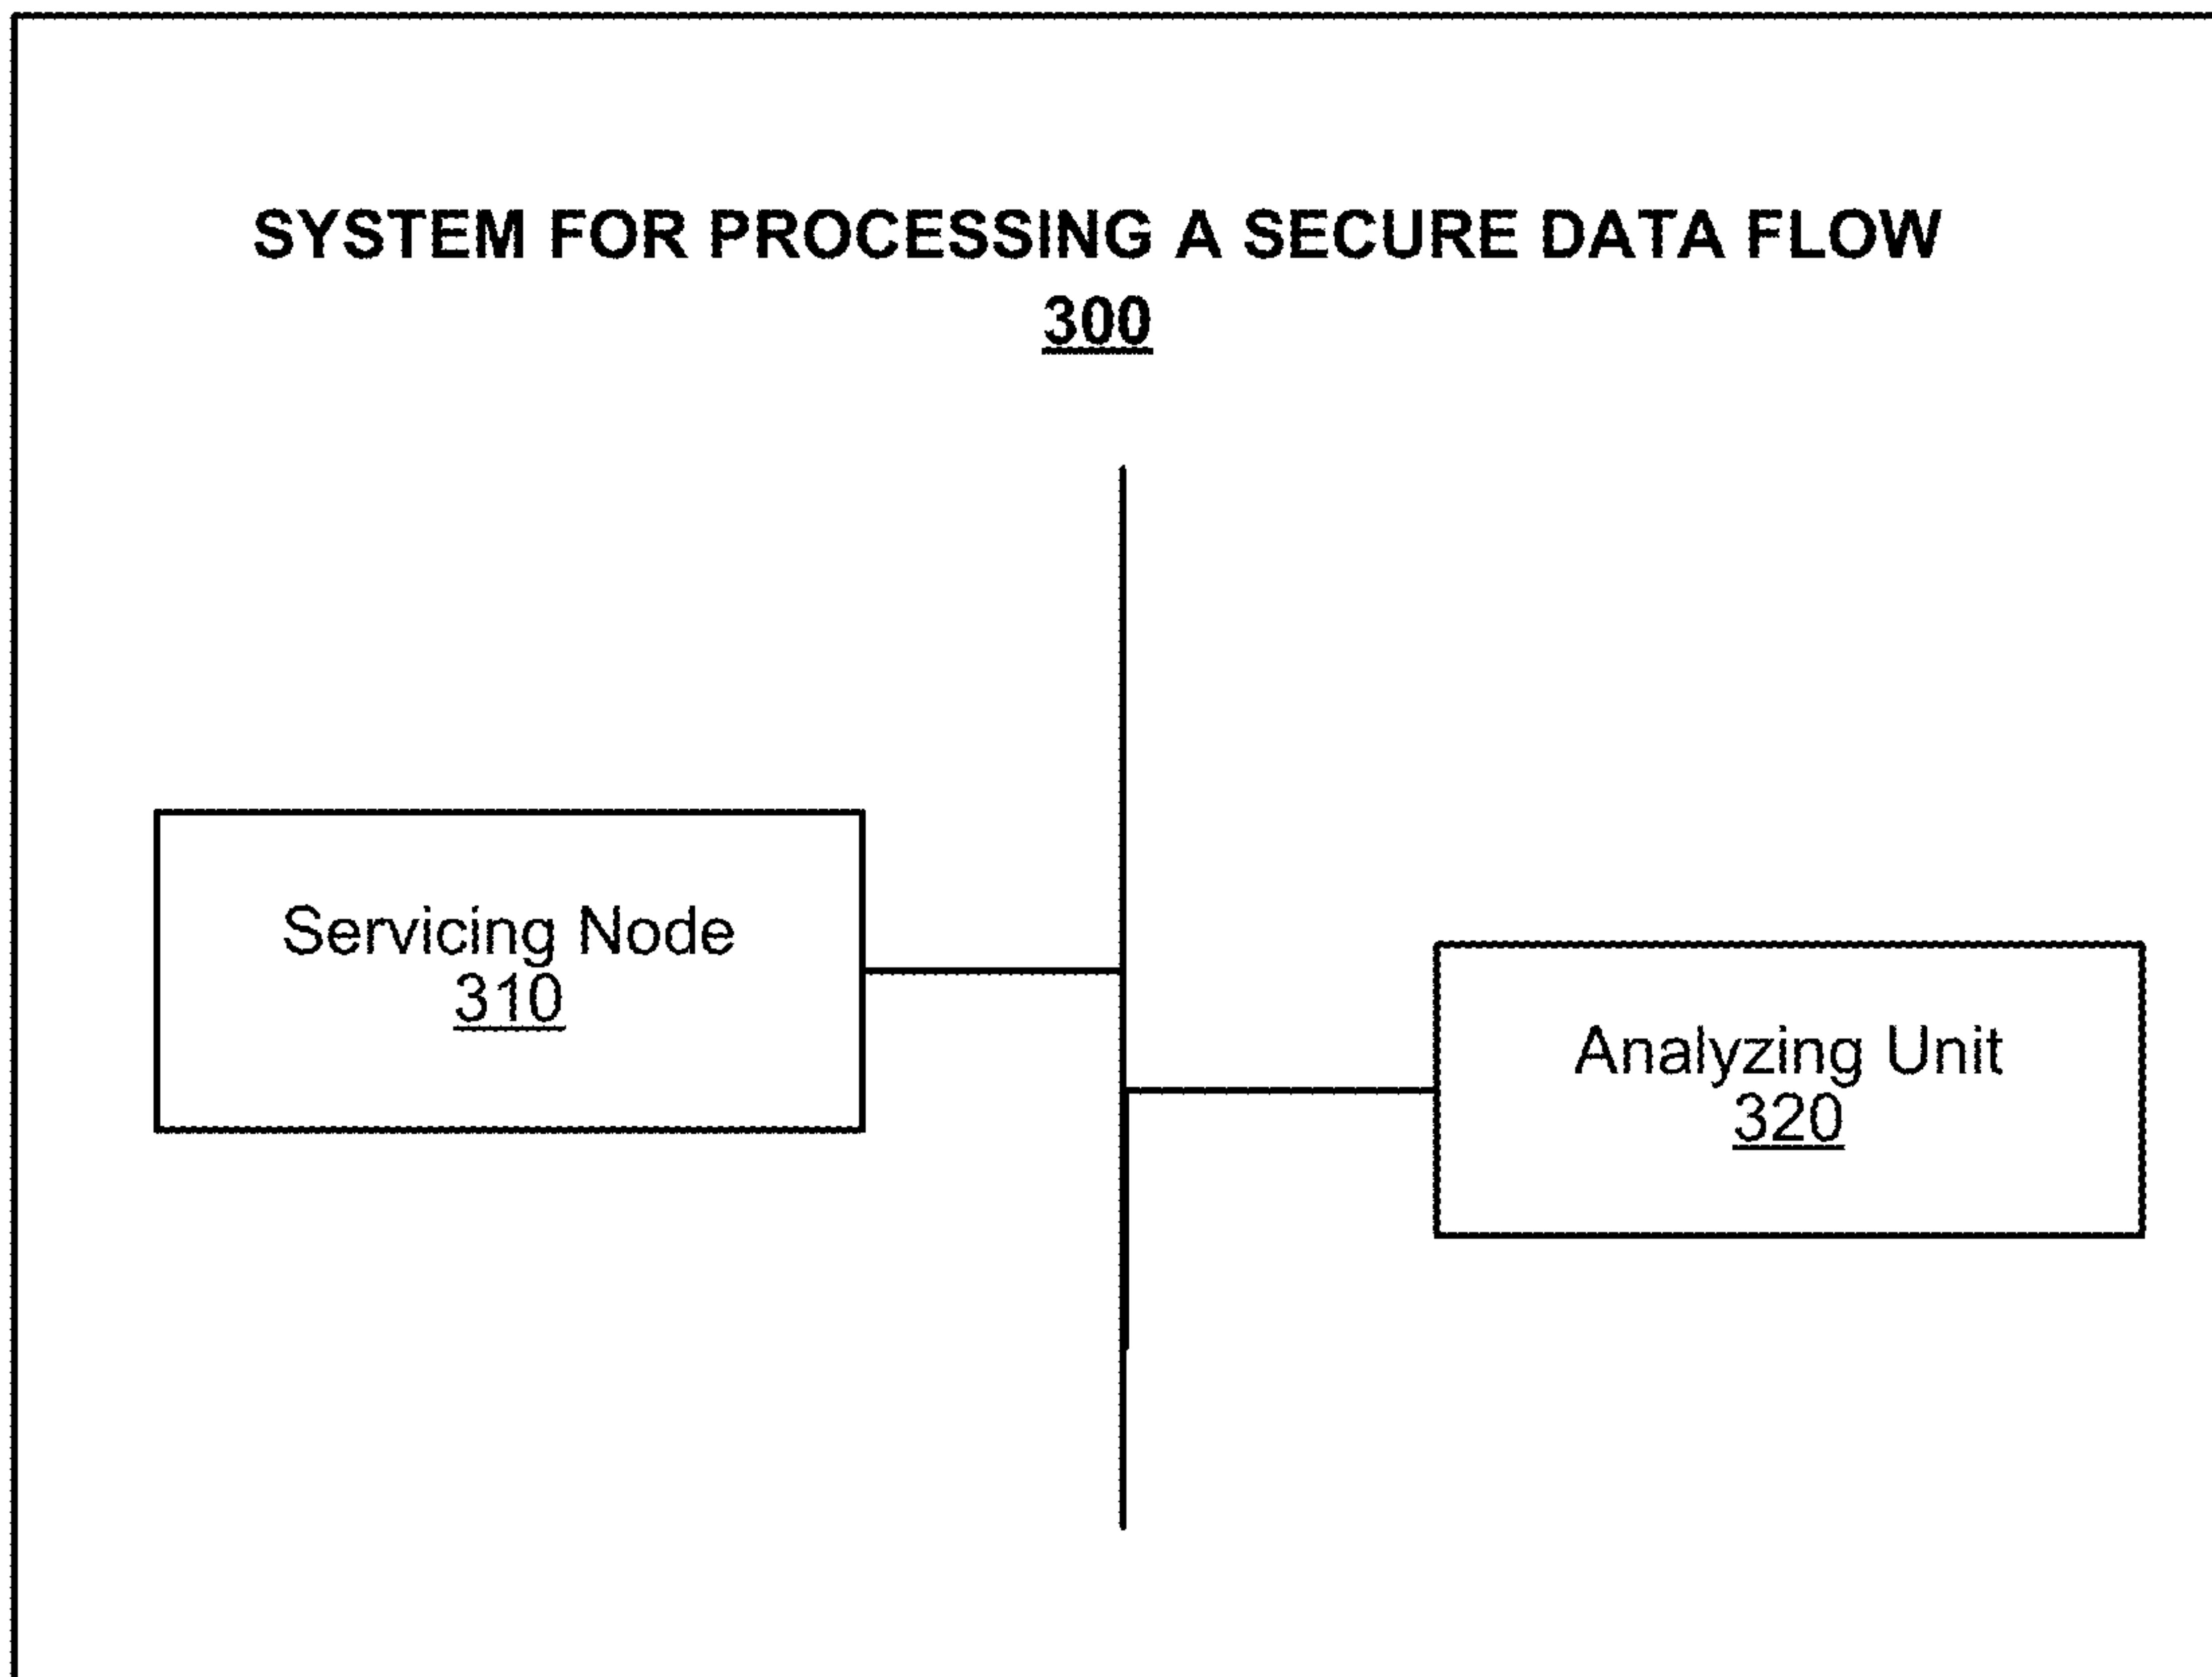 SYSTEM FOR PROCESSING A SECURE DATA FLOW
300
Servicing Node
310
Analyzing Unit
320